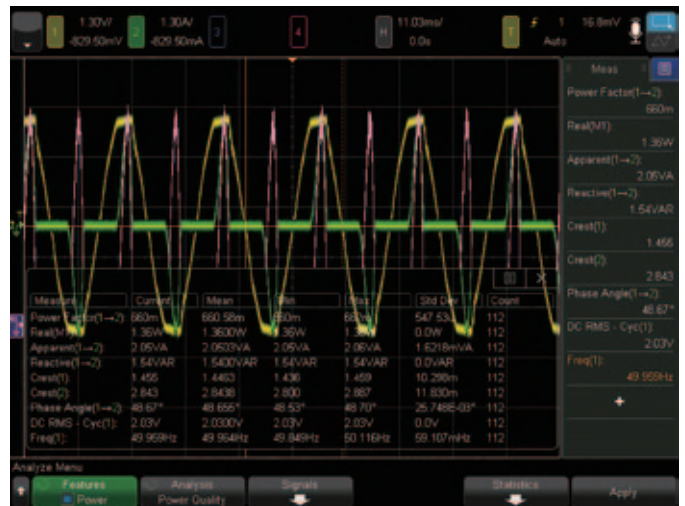 1 1.30V/ -829.50mV 2 1.30A/ -829.50mA 3 4 H 11.03ms/ 0.0s T 1 16.8mV Auto
Meas
Power Factor(1→2):
660m
Real(M1):
1.36W
Apparent(1→2):
2.05VA
Reactive(1→2):
1.54VAR
Crest(1):
1.466
Crest(2):
2.843
Phase Angle(1→2):
48.67°
DC RMS - Cyc(1):
2.03V
Freq(1):
49.959Hz
Measure Current Mean Min Max Std Dev Count
Power Factor(1→2): 660m 660.58m 112
Real(M1): 1.36W 1.3600W 1.36W 0.0W 112
Apparent(1→2): 2.05VA 2.0503VA 2.05VA 2.06VA 1.6218mVA 112
Reactive(1→2): 1.54VAR 1.5400VAR 1.54VAR 1.54VAR 0.0VAR 112
Crest(1): 1.455 1.4463 1.436 1.459 10.298m 112
Crest(2): 2.843 2.8438 2.800 2.887 11.830m 112
Phase Angle(1→2): 48.67° 48.655° 48.53° 48.70° 25.748E-03° 112
DC RMS - Cyc(1): 2.03V 2.0300V 2.03V 2.03V 0.0V 112
Freq(1): 49.959Hz 49.964Hz 49.849Hz 50.116Hz 59.107mHz 112
Analyze Menu
Features Power
Analysis Power Quality
Signals
Statistics
Apply